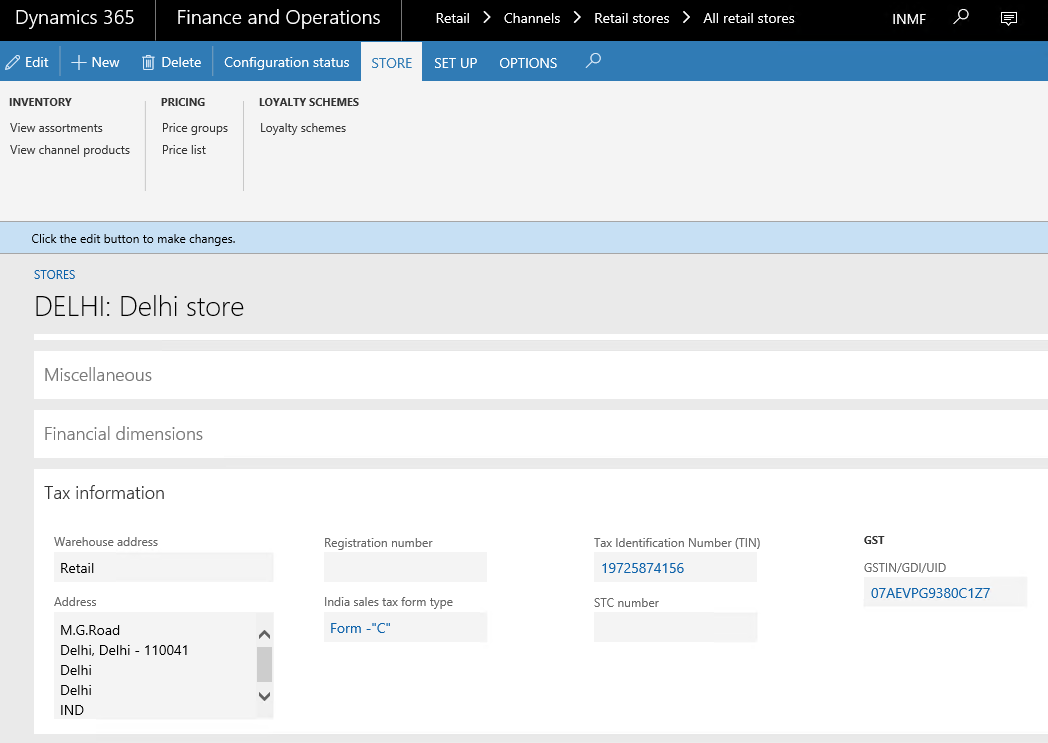 Dynamics 365 Finance and Operations Retail Channels Retail stores All retail stores INMF
Edit New Delete Configuration status STORE SET UP OPTIONS
INVENTORY PRICING LOYALTY SCHEMES
View assortments Price groups Loyalty schemes
View channel products Price list
Click the edit button to make changes.
STORES
DELHI: Delhi store
Miscellaneous
Financial dimensions
Tax information
Warehouse address
Retail
Address
M.G.Road
Delhi, Delhi - 110041
Delhi
Delhi
IND
Registration number
India sales tax form type
Form -"C"
Tax Identification Number (TIN)
19725874156
STC number
GST
GSTIN/GDI/UID
07AEVPG9380C1Z7